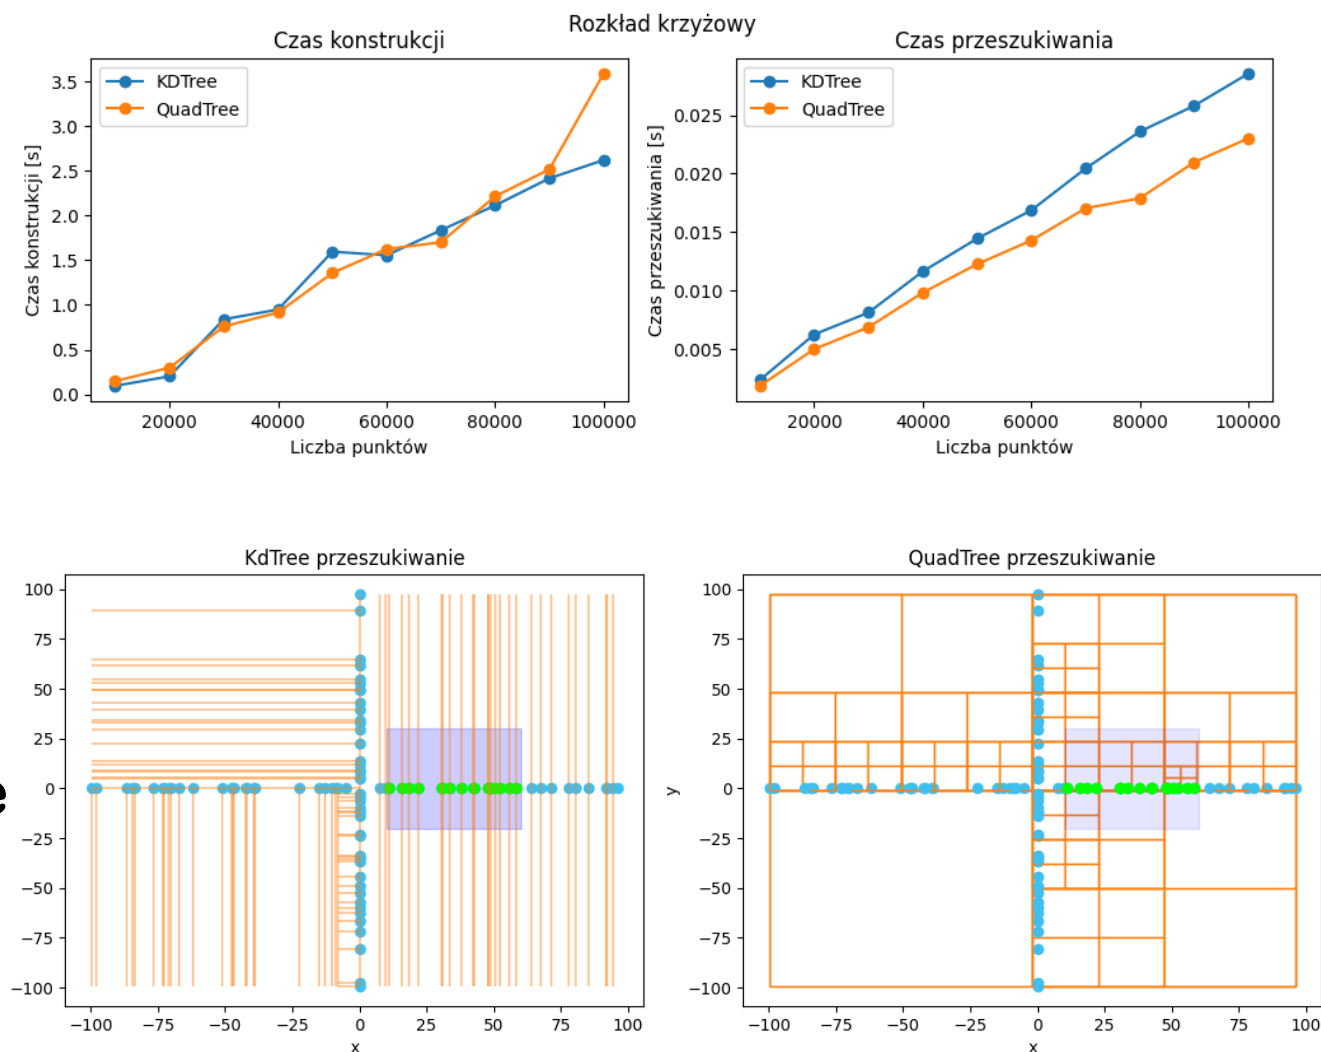 Rozkład krzyżowy
Czas konstrukcji
KDTree
QuadTree
3.5
3.0
2.5
2.0
1.5
1.0
0.5
0.0
Czas konstrukcji [s]
20000 40000 60000 80000 100000
Liczba punktów
Czas przeszukiwania
KDTree
QuadTree
0.025
0.020
0.015
0.010
0.005
Czas przeszukiwania [s]
20000 40000 60000 80000 100000
Liczba punktów
KdTree przeszukiwanie
100
75
50
25
0
−25
−50
−75
−100
−100 −75 −50 −25 0 25 50 75 100
x
e
QuadTree przeszukiwanie
100
75
50
25
0
−25
−50
−75
−100
y
−100 −75 −50 −25 0 25 50 75 100
x